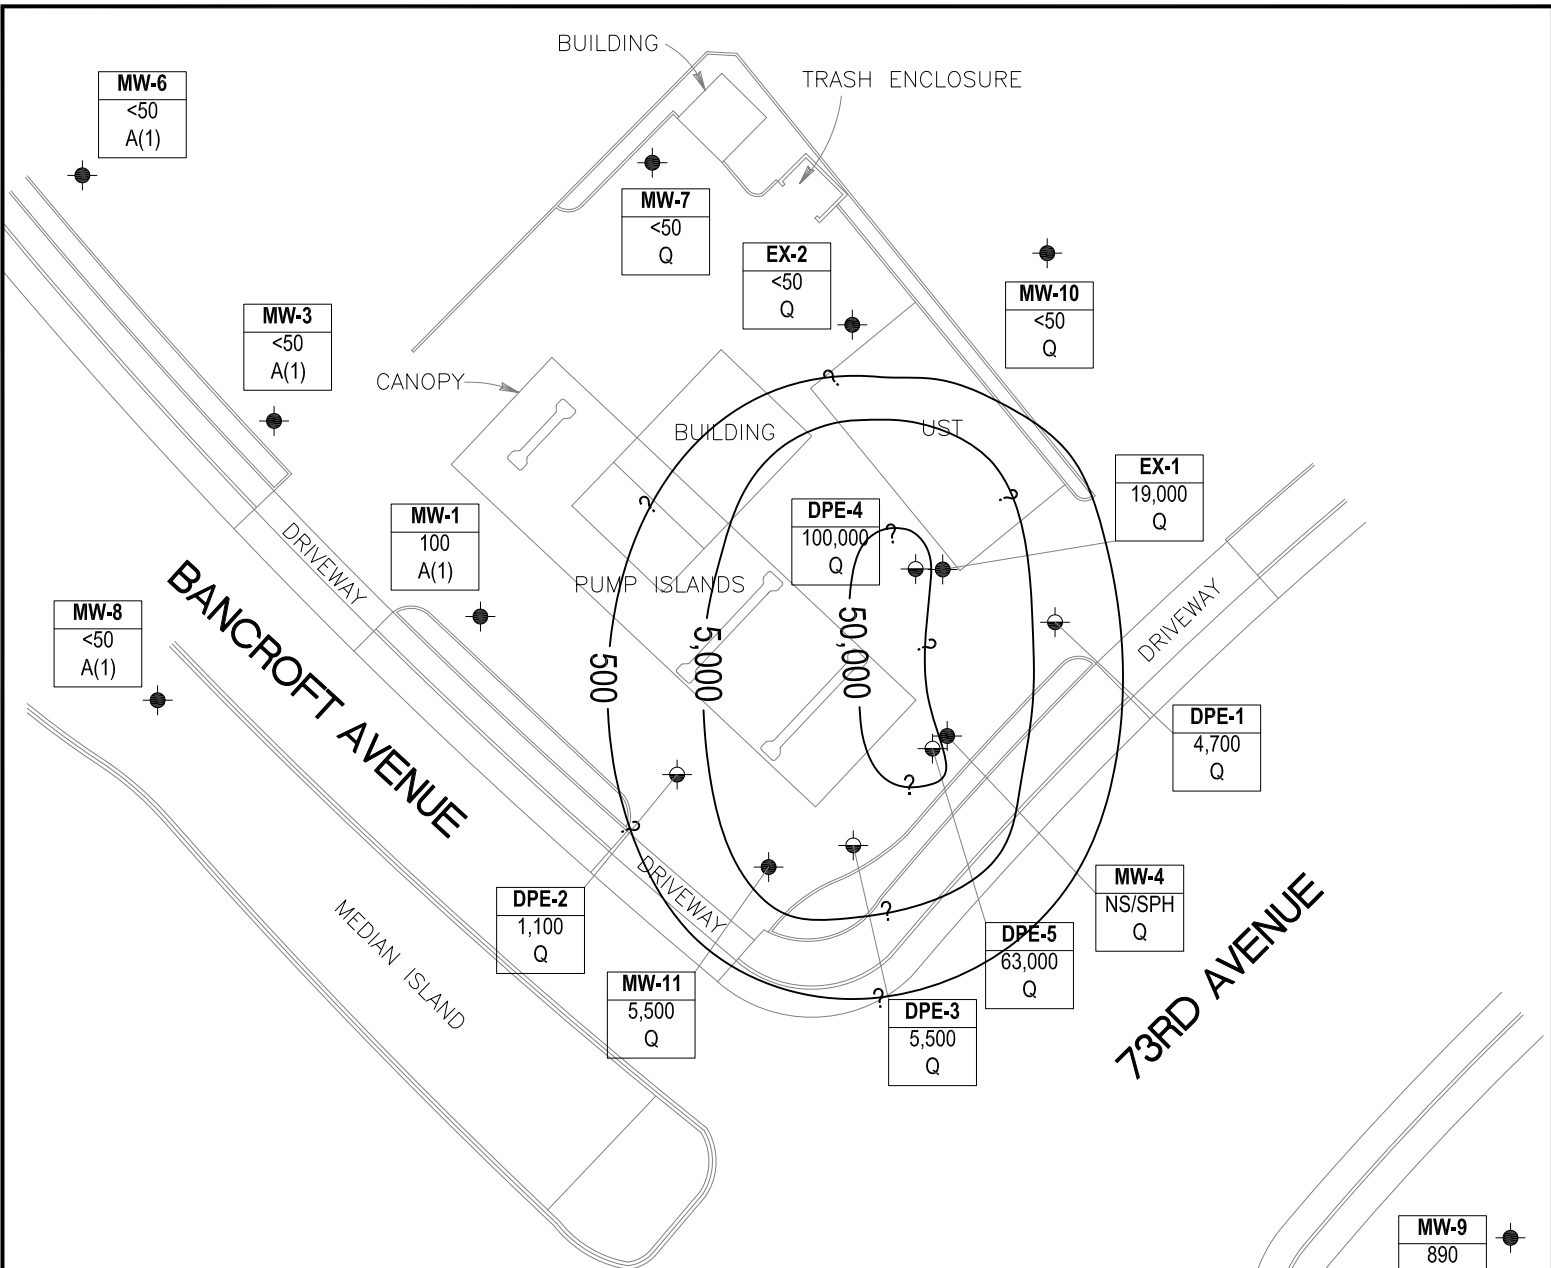 BUILDING
TRASH ENCLOSURE
MW-6
<50
A(1)
MW-7
<50
Q
EX-2
<50
Q
MW-10
<50
Q
MW-3
<50
A(1)
CANOPY
?
BUILDING
UST
EX-1
19,000
Q
?
?
DPE-4
100,000
Q
?
MW-1
100
A(1)
DRIVEWAY
PUMP ISLANDS
BANCROFT AVENUE
MW-8
<50
A(1)
500
5,000
50,000
?
DRIVEWAY
DPE-1
4,700
Q
?
?
DRIVEWAY
DPE-2
1,100
Q
MW-4
NS/SPH
Q
?
MEDIAN ISLAND
DPE-5
63,000
Q
MW-11
5,500
Q
?
DPE-3
5,500
Q
73RD AVENUE
MW-9
890